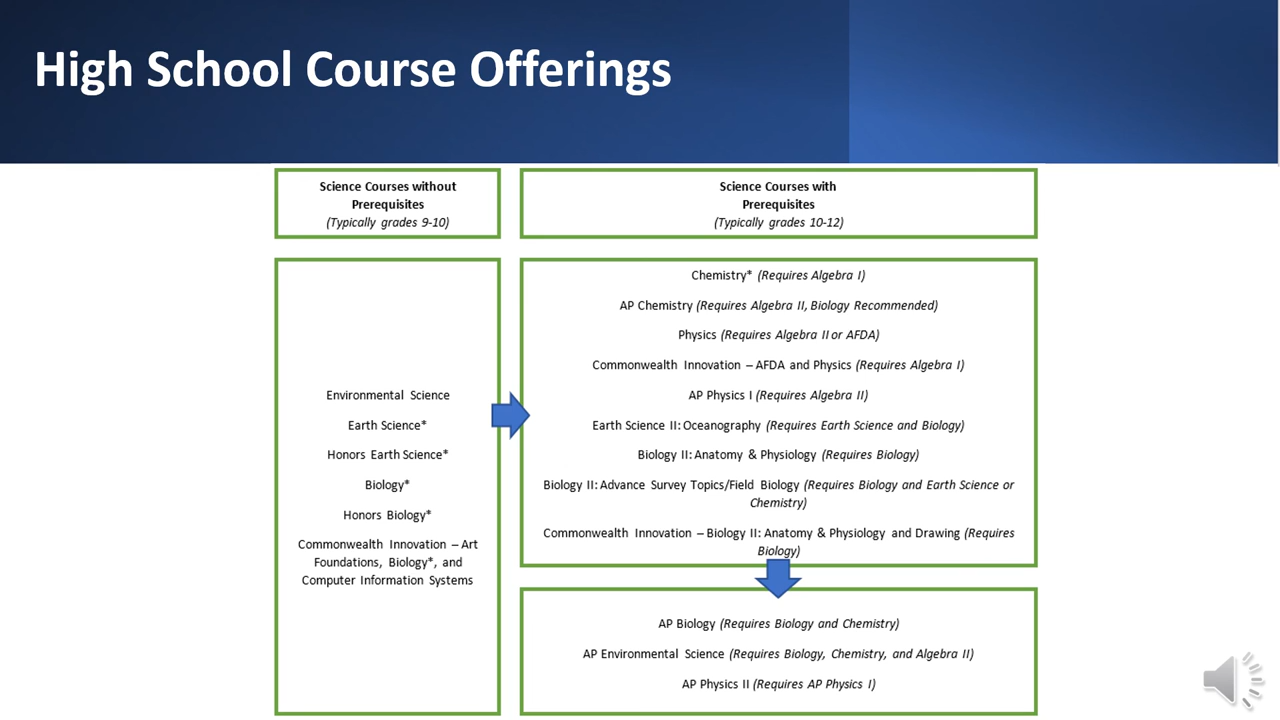 High School Course Offerings
Science Courses without
Prerequisites
(Typically grades 9-10)
Science Courses with
Prerequisites
(Typically grades 10-12)
Environmental Science
Earth Science*
Honors Earth Science*
Biology*
Honors Biology*
Commonwealth Innovation – Art
Foundations, Biology*, and
Computer Information Systems
Chemistry* (Requires Algebra I)
AP Chemistry (Requires Algebra II, Biology Recommended)
Physics (Requires Algebra II or AFDA)
Commonwealth Innovation – AFDA and Physics (Requires Algebra I)
AP Physics I (Requires Algebra II)
Earth Science II: Oceanography (Requires Earth Science and Biology)
Biology II: Anatomy & Physiology (Requires Biology)
Biology II: Advance Survey Topics/Field Biology (Requires Biology and Earth Science or
Chemistry)
Commonwealth Innovation – Biology II: Anatomy & Physiology and Drawing (Requires
Biology)
AP Biology (Requires Biology and Chemistry)
AP Environmental Science (Requires Biology, Chemistry, and Algebra II)
AP Physics II (Requires AP Physics I)